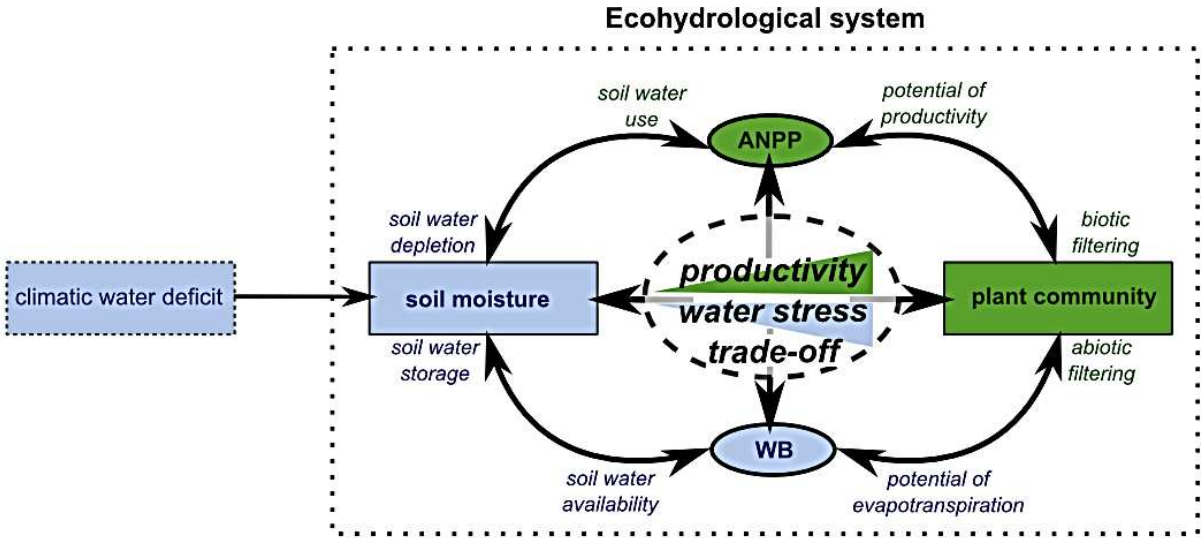 Ecohydrological system
soil water
use
ANPP
potential of
productivity
soil water
depletion
biotic
filtering
climatic water deficit
soil moisture
productivity
water stress
trade-off
plant community
soil water
storage
abiotic
filtering
WB
soil water
availability
potential of
evapotranspiration